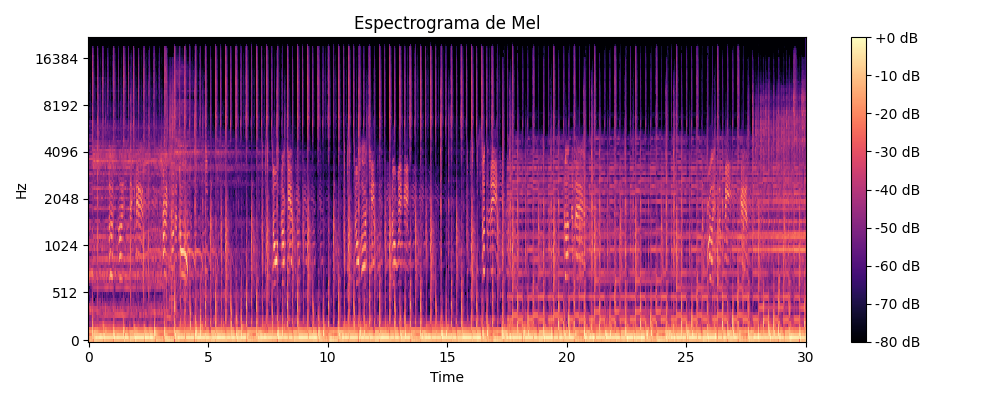 Espectrograma de Mel
Hz
16384
8192
4096
2048
1024
512
0
0 5 10 15 20 25 30
Time
+0 dB
-10 dB
-20 dB
-30 dB
-40 dB
-50 dB
-60 dB
-70 dB
-80 dB